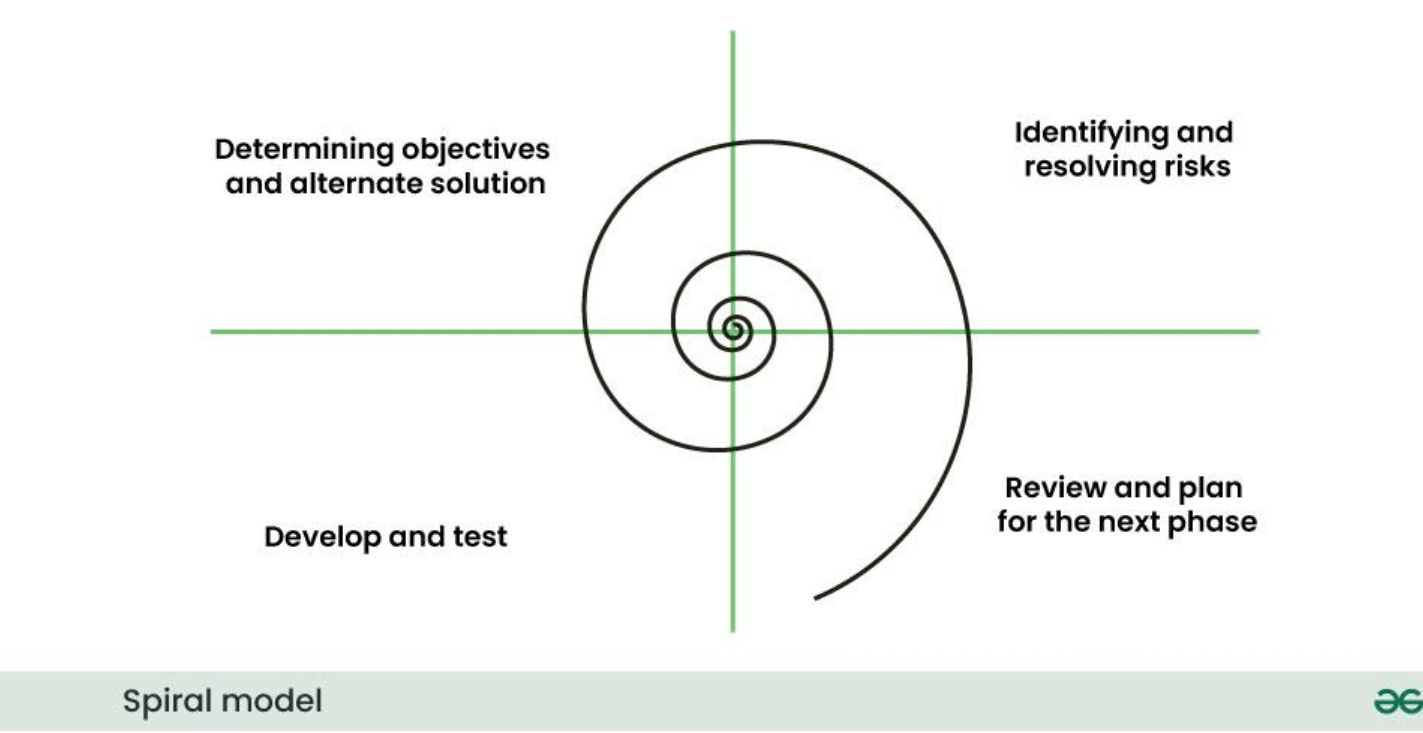 Determining objectives
and alternate solution
Identifying and
resolving risks
Develop and test
Review and plan
for the next phase
Spiral model